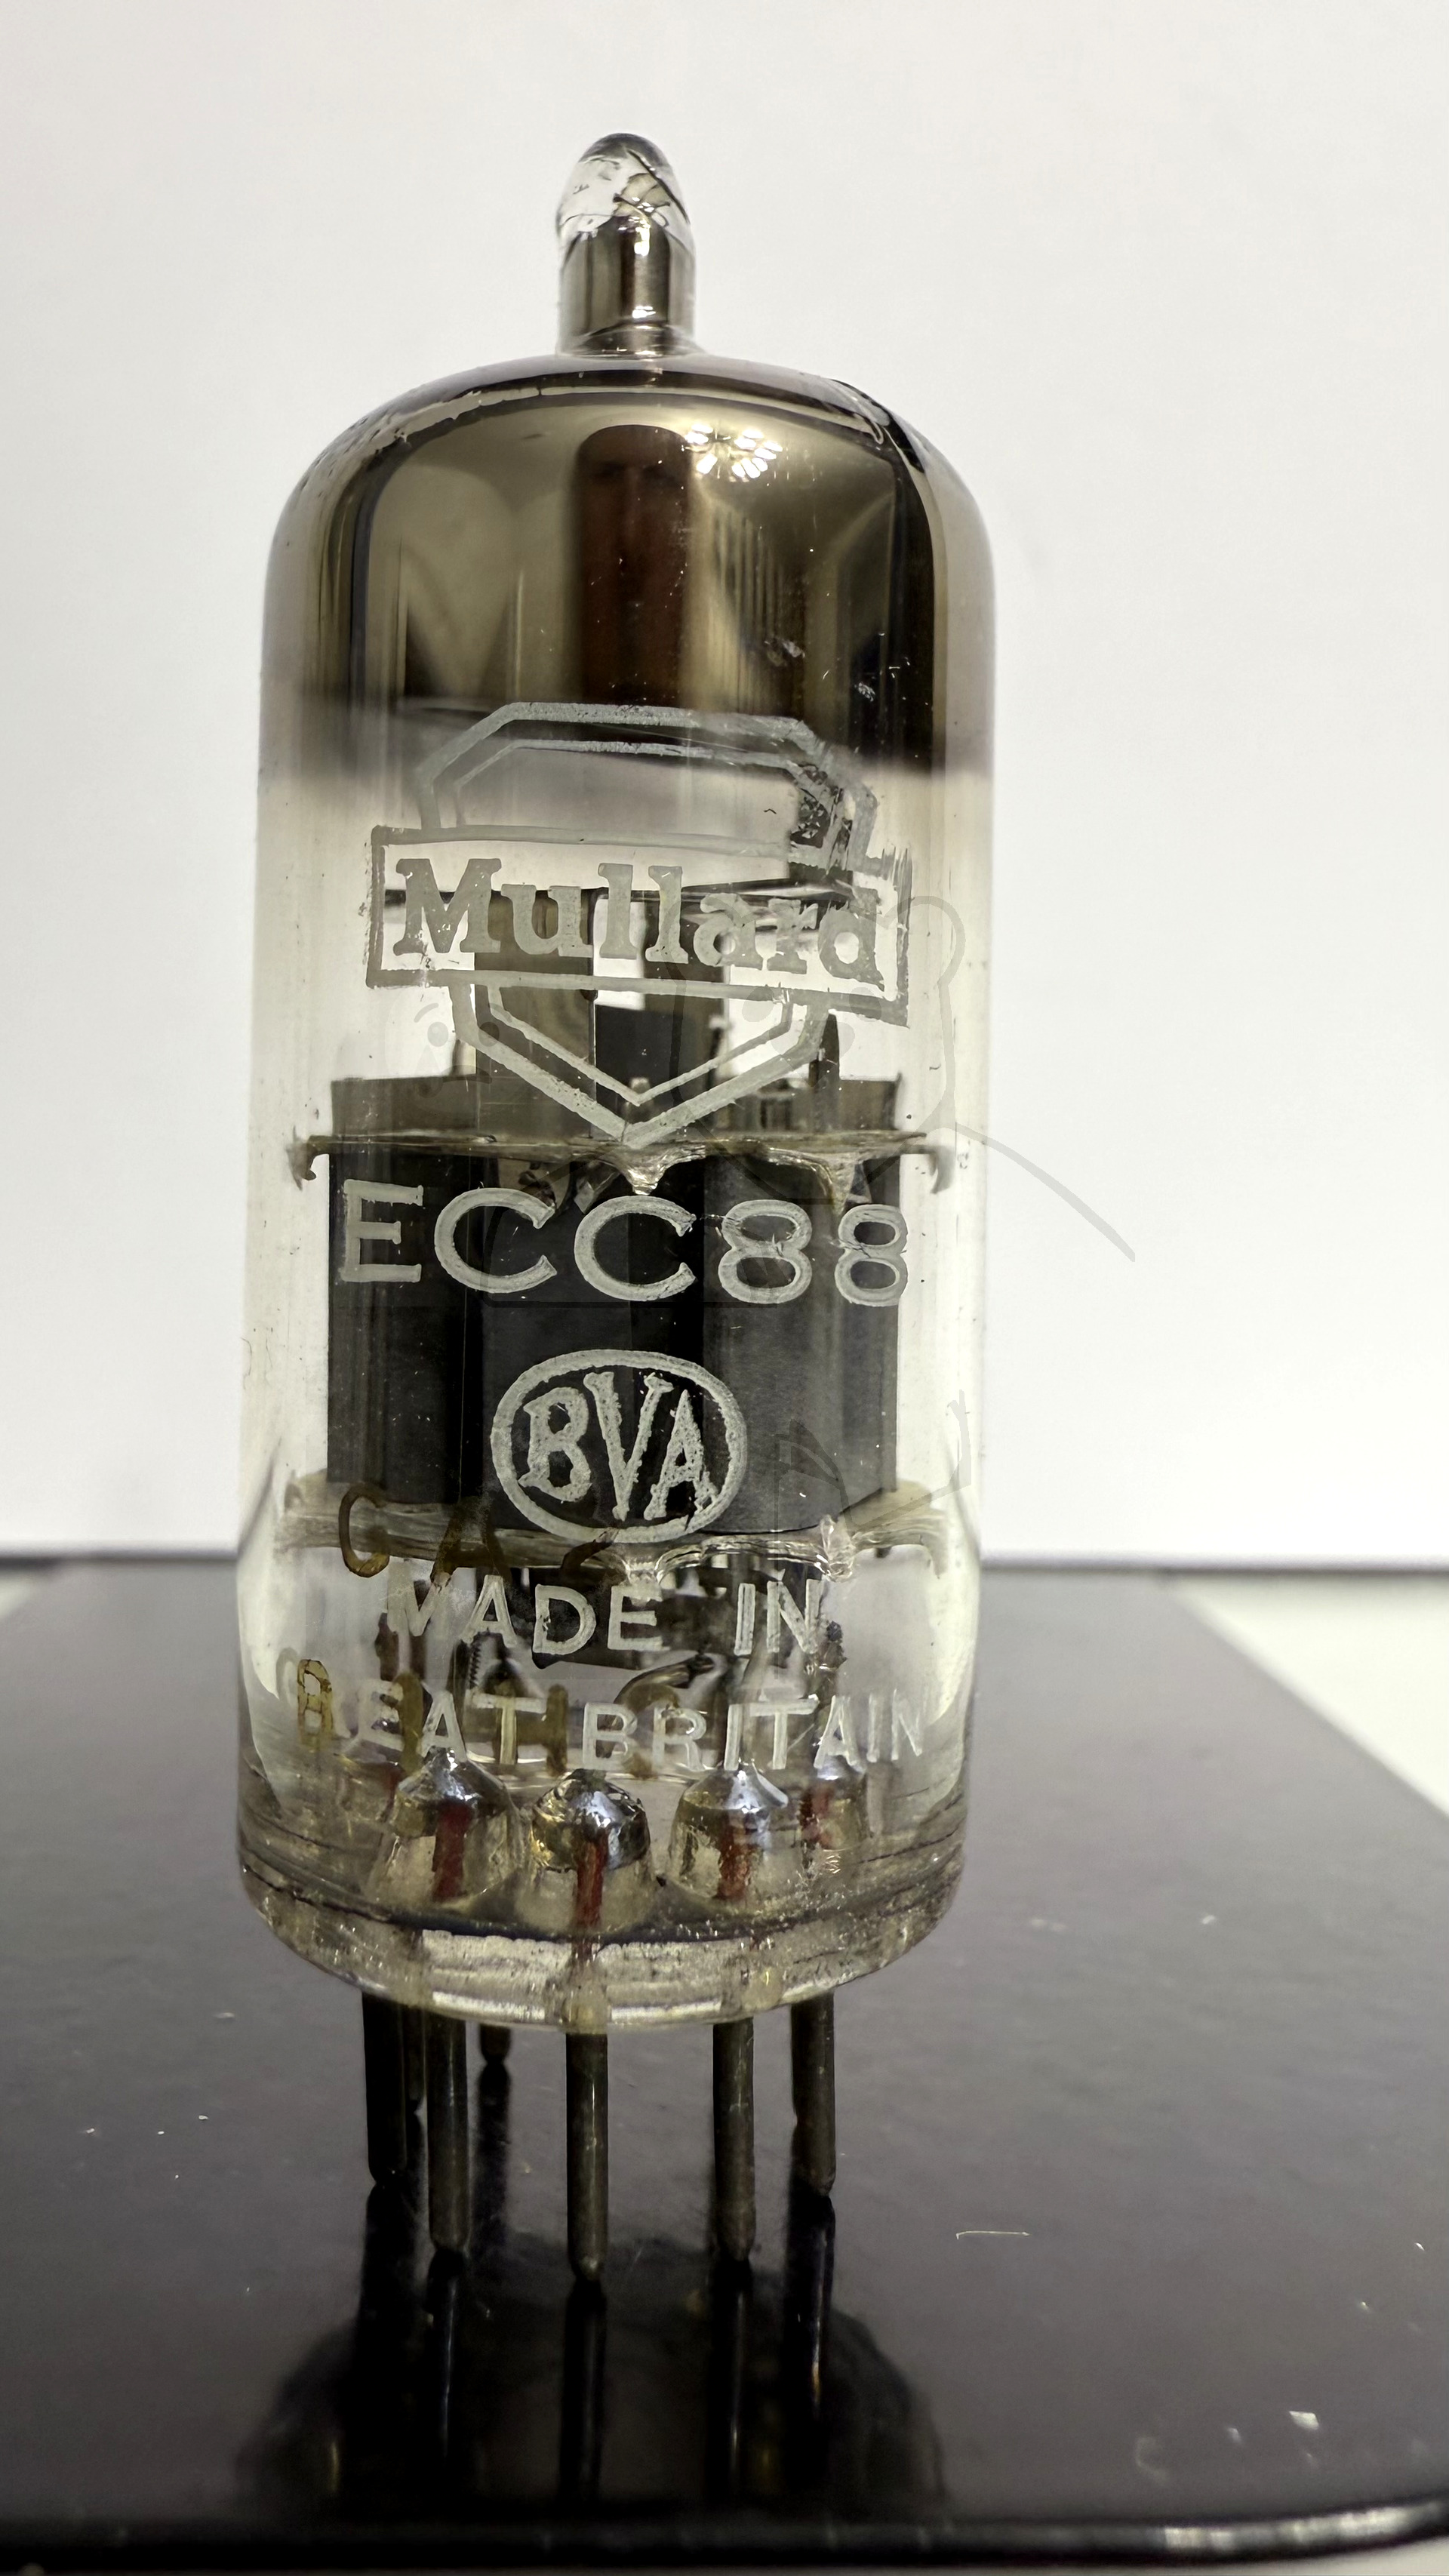 Mullard
ECC88
BVA
MADE IN
GREAT BRITAIN